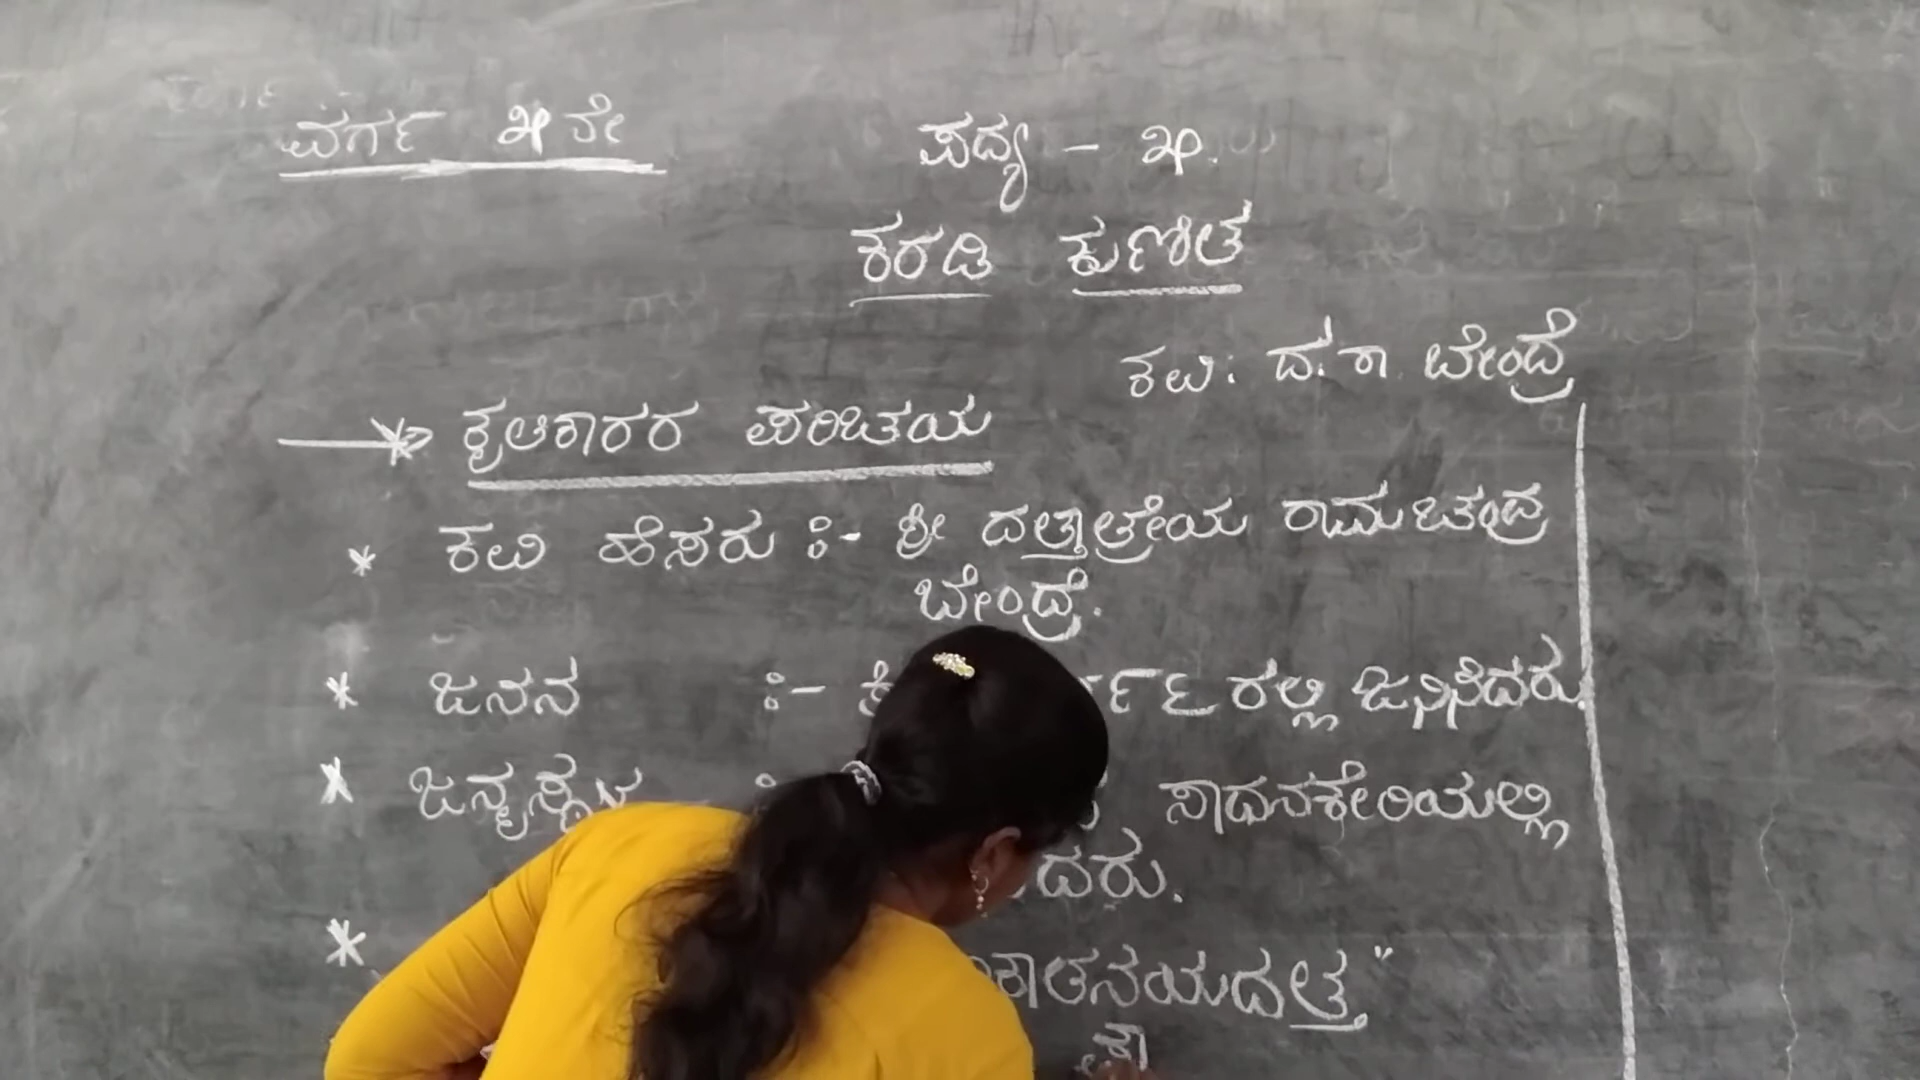 ವರ್ಗ ೫ನೇ
ಪದ್ಯ - ೫.
ಕರಡಿ ಕುಣಿತ
ಕವಿ: ದ.ರಾ. ಬೇಂದ್ರೆ
ಕೃತಿಕಾರರ ಪರಿಚಯ
* ಕವಿ ಹೆಸರು :- ಶ್ರೀ ದತ್ತಾತ್ರೇಯ ರಾಮಚಂದ್ರ
ಬೇಂದ್ರೆ.
* ಜನನ :- ೯೬ ರಲ್ಲಿ ಜನಿಸಿದರು.
* ಜನ್ಮಸ್ಥಳ : ಸಾಧನಕೇರಿಯಲ್ಲಿ
ದರು.
* ಕಾತನಯದತ್ತ"